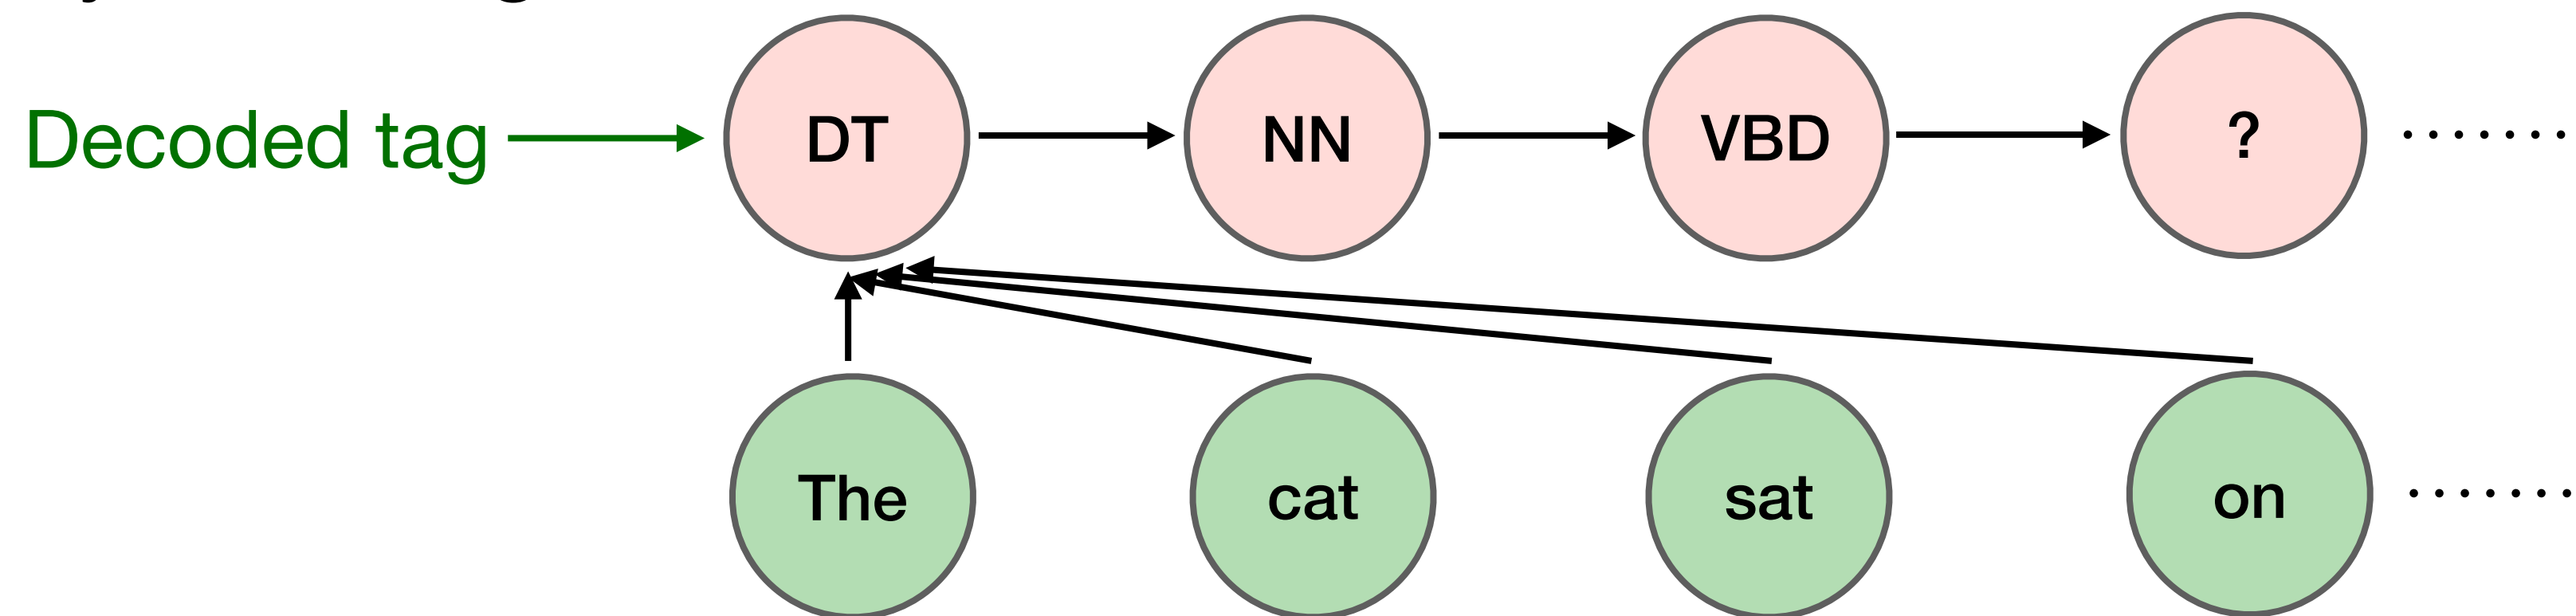 Decoded tag DT NN VBD ? .......
The cat sat on .......